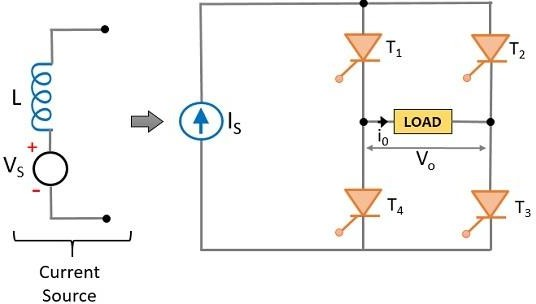 L
+
V_S
-
Current
Source
I_S
T_1
T_2
LOAD
i_0
V_o
T_4
T_3